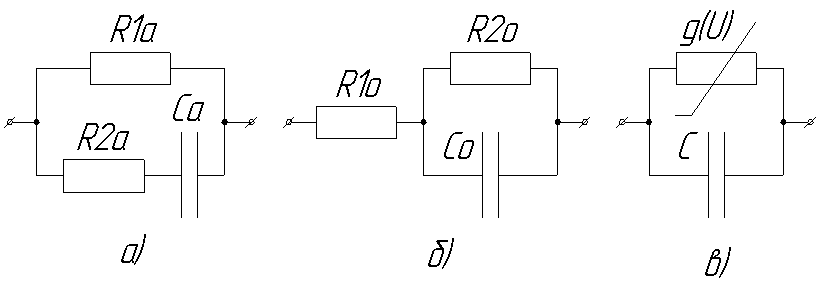 R1a
R2a
Ca
а)
R1o
R2o
Co
б)
g(U)
C
в)